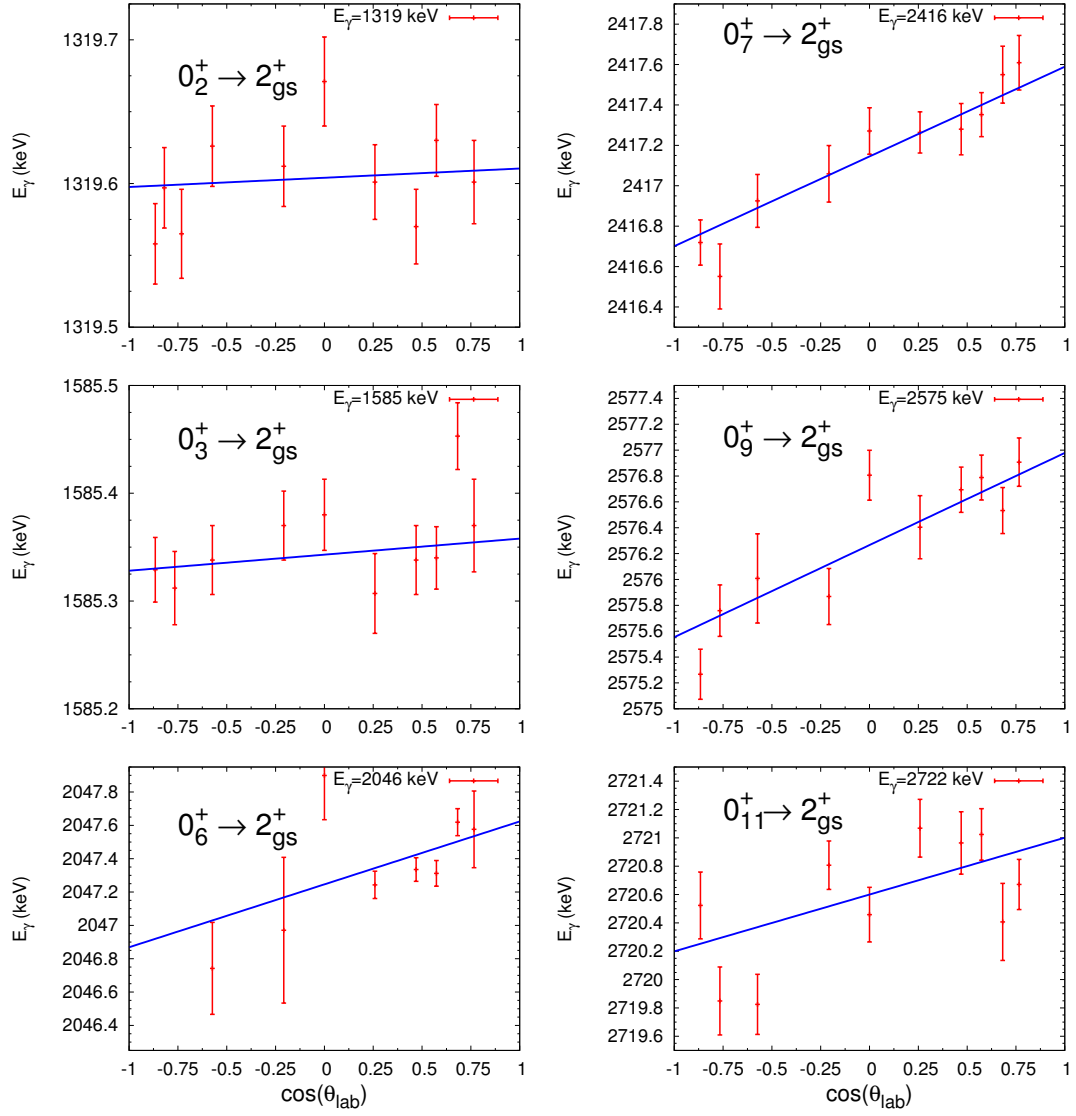 E_γ=1319 keV
0₂⁺ → 2_gs⁺
E_γ (keV)
1319.7
1319.6
1319.5
-1 -0.75 -0.5 -0.25 0 0.25 0.5 0.75 1
E_γ=2416 keV
0₇⁺ → 2_gs⁺
E_γ (keV)
2417.8
2417.6
2417.4
2417.2
2417
2416.8
2416.6
2416.4
-1 -0.75 -0.5 -0.25 0 0.25 0.5 0.75 1
E_γ=1585 keV
0₃⁺ → 2_gs⁺
E_γ (keV)
1585.5
1585.4
1585.3
1585.2
-1 -0.75 -0.5 -0.25 0 0.25 0.5 0.75 1
E_γ=2575 keV
0₉⁺ → 2_gs⁺
E_γ (keV)
2577.4
2577.2
2577
2576.8
2576.6
2576.4
2576.2
2576
2575.8
2575.6
2575.4
2575.2
2575
-1 -0.75 -0.5 -0.25 0 0.25 0.5 0.75 1
E_γ=2046 keV
0₆⁺ → 2_gs⁺
E_γ (keV)
2047.8
2047.6
2047.4
2047.2
2047
2046.8
2046.6
2046.4
-1 -0.75 -0.5 -0.25 0 0.25 0.5 0.75 1
cos(θ_lab)
E_γ=2722 keV
0₁₁⁺ → 2_gs⁺
E_γ (keV)
2721.4
2721.2
2721
2720.8
2720.6
2720.4
2720.2
2720
2719.8
2719.6
-1 -0.75 -0.5 -0.25 0 0.25 0.5 0.75 1
cos(θ_lab)